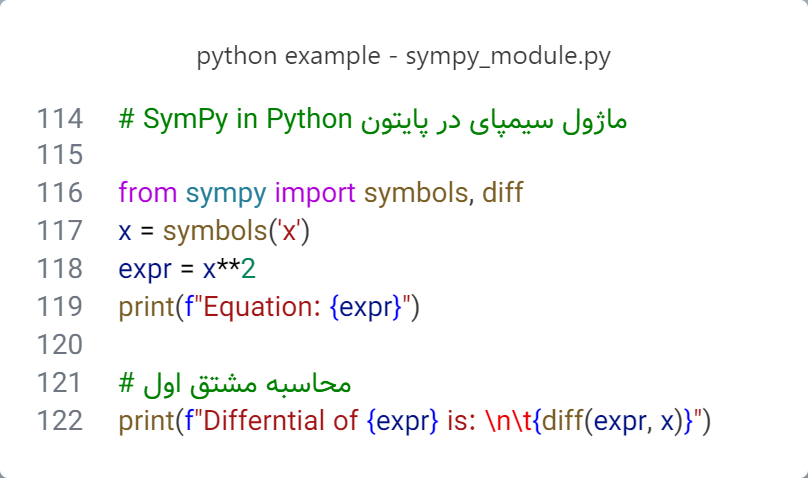 python example - sympy_module.py
114 # SymPy in Python ماژول سیمپای در پایتون
115
116 from sympy import symbols, diff
117 x = symbols('x')
118 expr = x**2
119 print(f"Equation: {expr}")
120
121 # محاسبه مشتق اول
122 print(f"Differntial of {expr} is: \n\t{diff(expr, x)}")